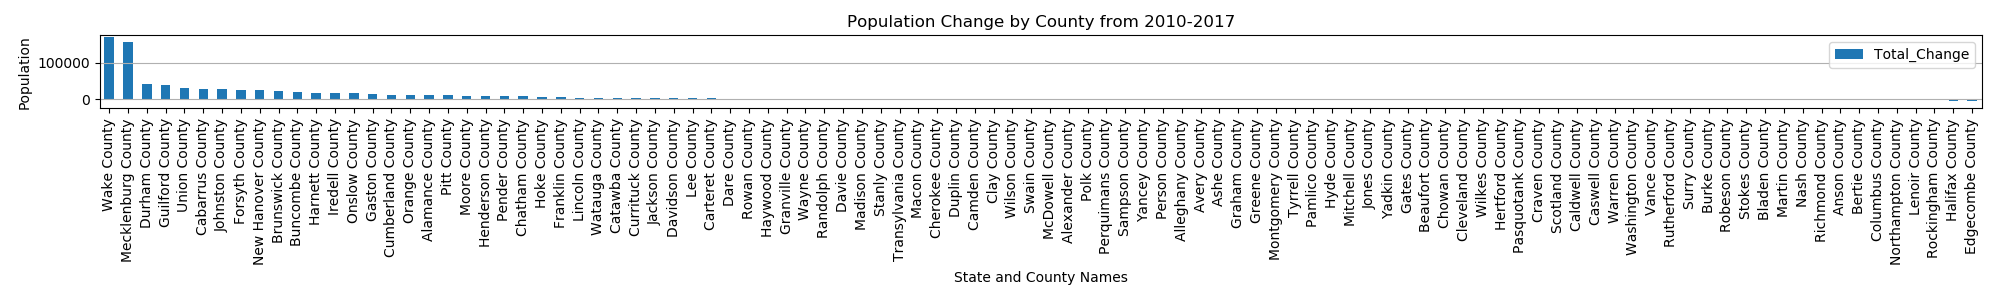 Population Change by County from 2010-2017
Population
100000
0
Total_Change
Wake County
Mecklenburg County
Durham County
Guilford County
Union County
Cabarrus County
Johnston County
Forsyth County
New Hanover County
Brunswick County
Buncombe County
Harnett County
Iredell County
Onslow County
Gaston County
Cumberland County
Orange County
Alamance County
Pitt County
Moore County
Henderson County
Pender County
Chatham County
Hoke County
Franklin County
Lincoln County
Watauga County
Catawba County
Currituck County
Jackson County
Davidson County
Lee County
Carteret County
Dare County
Rowan County
Haywood County
Granville County
Wayne County
Randolph County
Davie County
Madison County
Stanly County
Transylvania County
Macon County
Cherokee County
Duplin County
Camden County
Clay County
Wilson County
Swain County
McDowell County
Alexander County
Polk County
Perquimans County
Sampson County
Yancey County
Person County
Alleghany County
Avery County
Ashe County
Graham County
Greene County
Montgomery County
Tyrrell County
Pamlico County
Hyde County
Mitchell County
Jones County
Yadkin County
Gates County
Beaufort County
Chowan County
Cleveland County
Wilkes County
Hertford County
Pasquotank County
Craven County
Scotland County
Caldwell County
Caswell County
Warren County
Washington County
Vance County
Rutherford County
Surry County
Burke County
Robeson County
Stokes County
Bladen County
Martin County
Nash County
Richmond County
Anson County
Bertie County
Columbus County
Northampton County
Lenoir County
Rockingham County
Halifax County
Edgecombe County
State and County Names